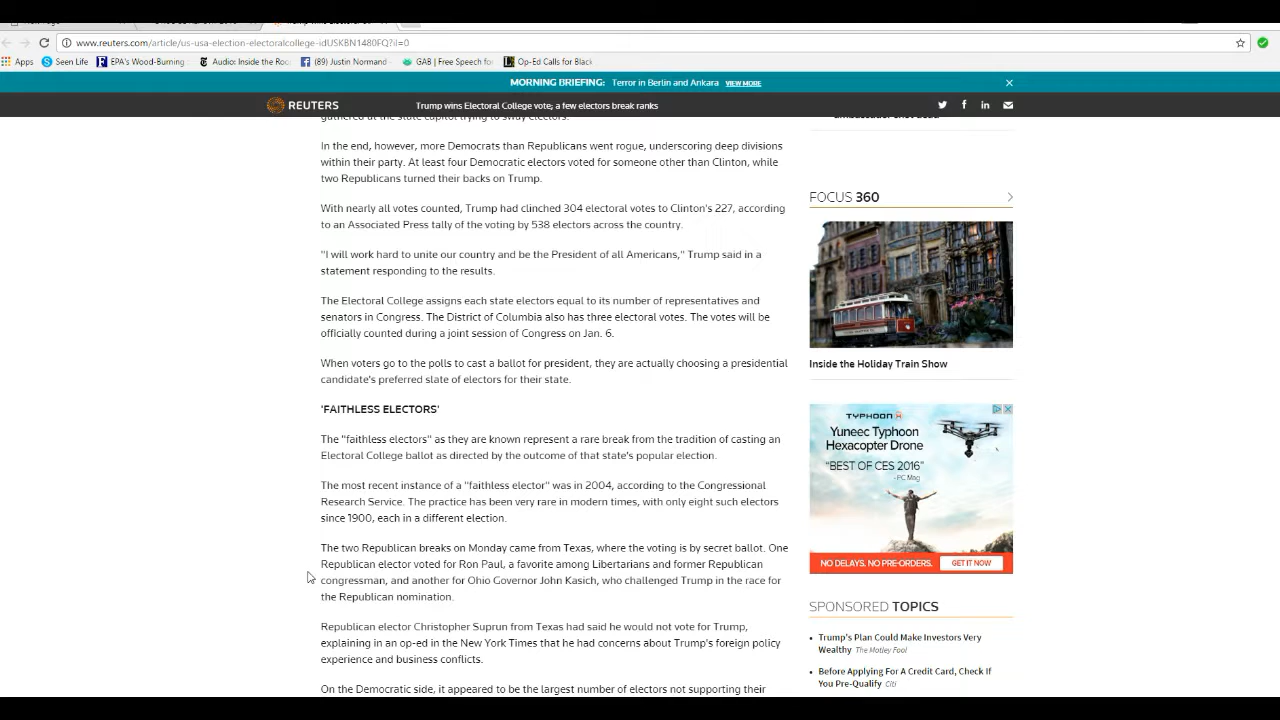 www.reuters.com/article/us-usa-election-electoralcollege-idUSKBN1480FQ?il=0
Apps Seen Life EPA's Wood-Burning Audio: Inside the Roo (89) Justin Normand GAB | Free Speech fo Op-Ed Calls for Black
MORNING BRIEFING: Terror in Berlin and Ankara VIEW MORE
REUTERS Trump wins Electoral College vote; a few electors break ranks
gathered at the state capitol trying to sway electors.
In the end, however, more Democrats than Republicans went rogue, underscoring deep divisions
within their party. At least four Democratic electors voted for someone other than Clinton, while
two Republicans turned their backs on Trump.
With nearly all votes counted, Trump had clinched 304 electoral votes to Clinton's 227, according
to an Associated Press tally of the voting by 538 electors across the country.
"I will work hard to unite our country and be the President of all Americans," Trump said in a
statement responding to the results.
The Electoral College assigns each state electors equal to its number of representatives and
senators in Congress. The District of Columbia also has three electoral votes. The votes will be
officially counted during a joint session of Congress on Jan. 6.
When voters go to the polls to cast a ballot for president, they are actually choosing a presidential
candidate's preferred slate of electors for their state.
'FAITHLESS ELECTORS'
The "faithless electors" as they are known represent a rare break from the tradition of casting an
Electoral College ballot as directed by the outcome of that state's popular election.
The most recent instance of a "faithless elector" was in 2004, according to the Congressional
Research Service. The practice has been very rare in modern times, with only eight such electors
since 1900, each in a different election.
The two Republican breaks on Monday came from Texas, where the voting is by secret ballot. One
Republican elector voted for Ron Paul, a favorite among Libertarians and former Republican
congressman, and another for Ohio Governor John Kasich, who challenged Trump in the race for
the Republican nomination.
Republican elector Christopher Suprun from Texas had said he would not vote for Trump,
explaining in an op-ed in the New York Times that he had concerns about Trump's foreign policy
experience and business conflicts.
On the Democratic side, it appeared to be the largest number of electors not supporting their
FOCUS 360
Inside the Holiday Train Show
TYPHOON H
Yuneec Typhoon
Hexacopter Drone
"BEST OF CES 2016"
-PC Mag
NO DELAYS. NO PRE-ORDERS. GET IT NOW
SPONSORED TOPICS
Trump's Plan Could Make Investors Very
Wealthy The Motley Fool
Before Applying For A Credit Card, Check If
You Pre-Qualify Citi